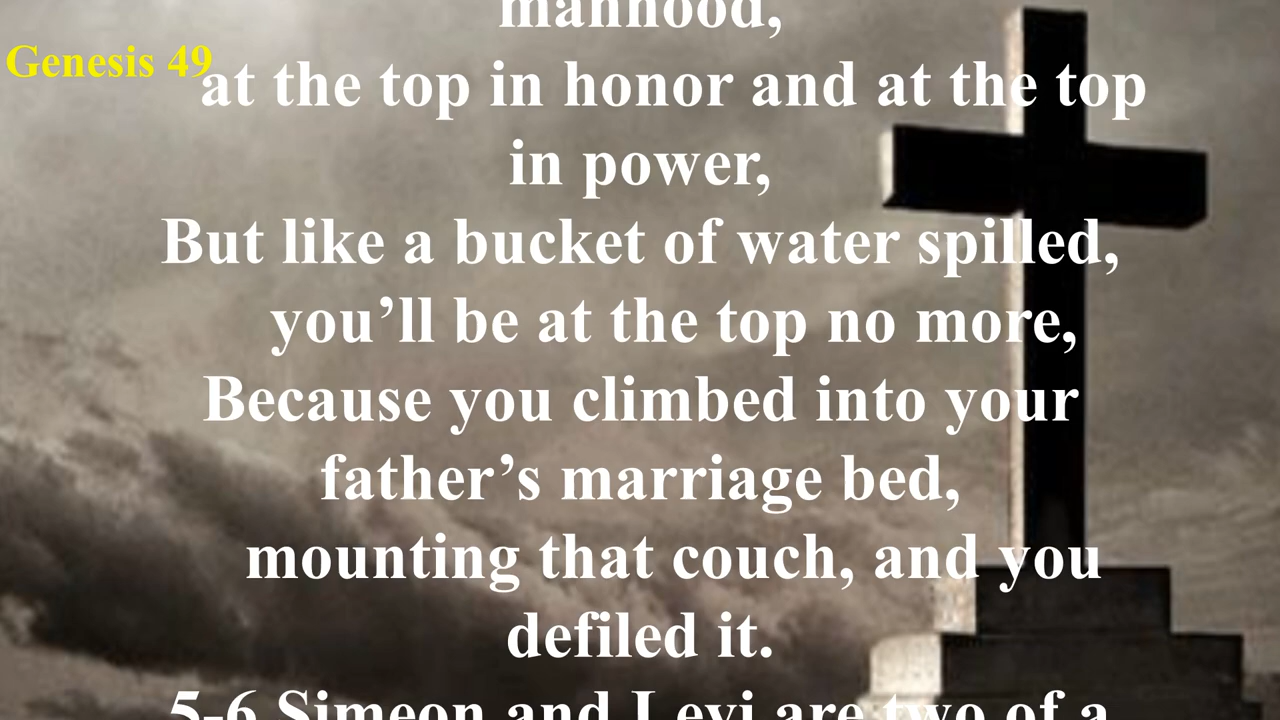 manhood,
Genesis 49
at the top in honor and at the top
in power,
But like a bucket of water spilled,
you’ll be at the top no more,
Because you climbed into your
father’s marriage bed,
mounting that couch, and you
defiled it.
5-6 Simeon and Levi are two of a